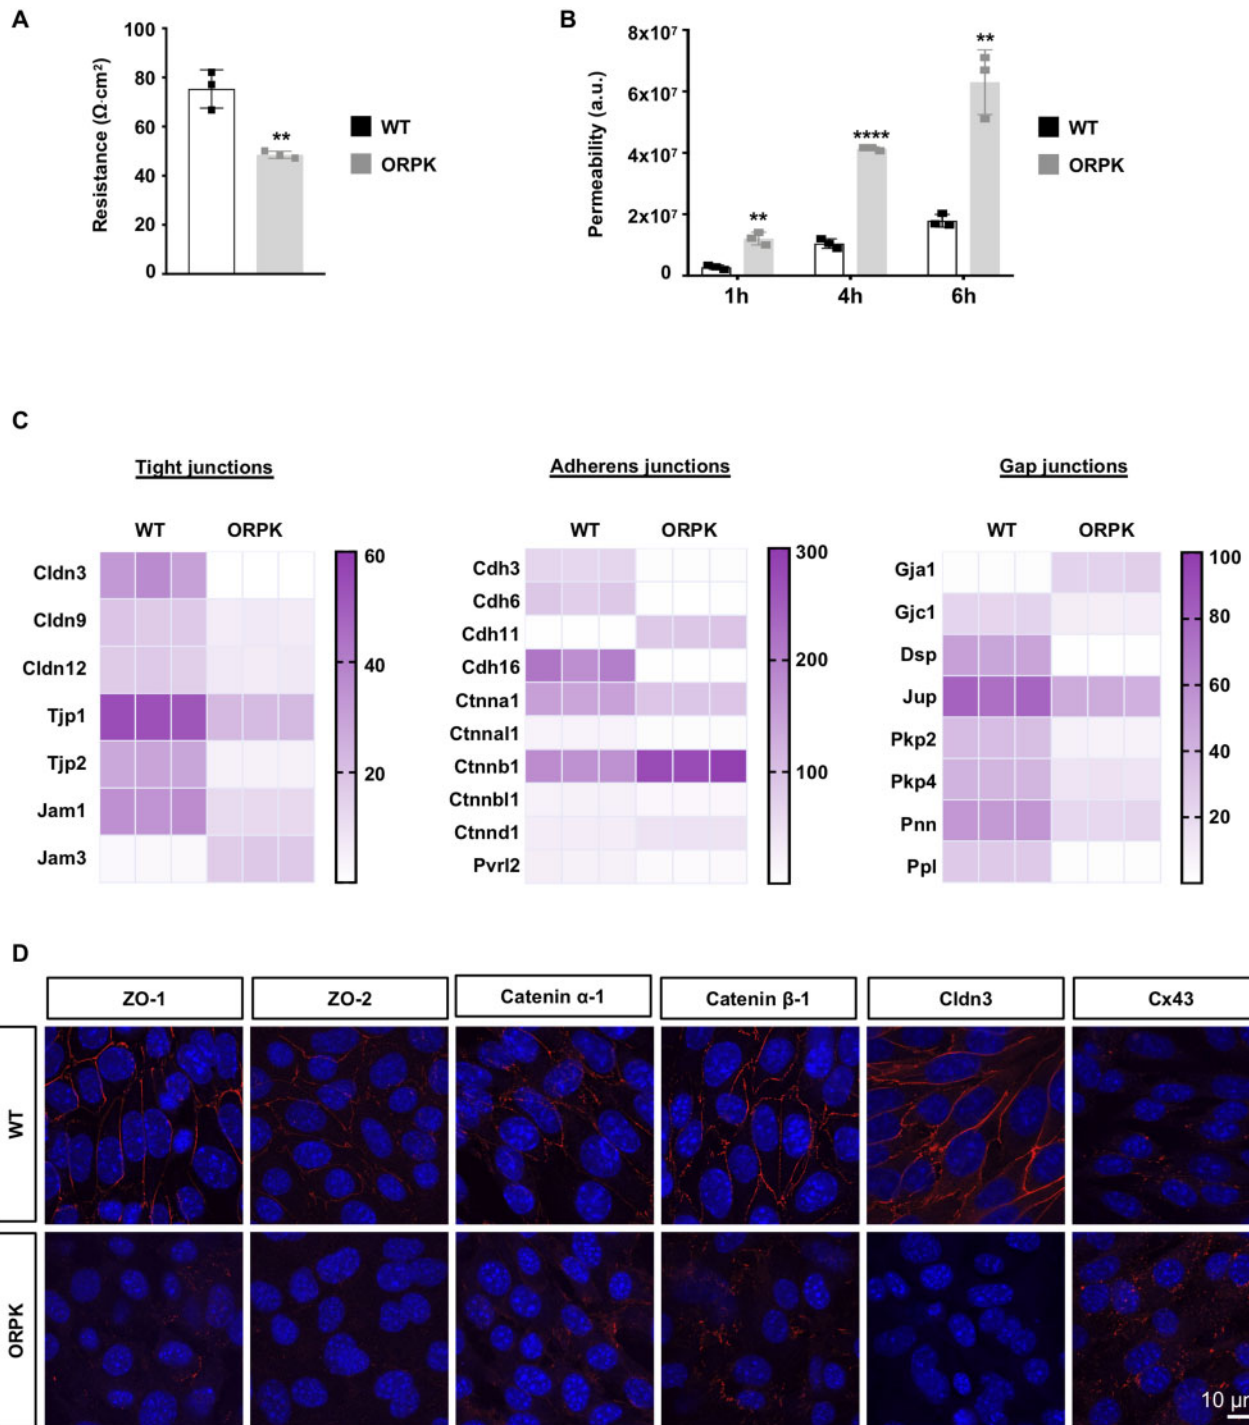 A
100
80
60
40
20
0
Resistance (Ω·cm²)
**
WT
ORPK
B
8x10⁷
6x10⁷
4x10⁷
2x10⁷
0
Permeability (a.u.)
**
****
**
1h
4h
6h
WT
ORPK
C
Tight junctions
WT ORPK
Cldn3
Cldn9
Cldn12
Tjp1
Tjp2
Jam1
Jam3
60
40
20
Adherens junctions
WT ORPK
Cdh3
Cdh6
Cdh11
Cdh16
Ctnna1
Ctnnal1
Ctnnb1
Ctnnbl1
Ctnnd1
Pvrl2
300
200
100
Gap junctions
WT ORPK
Gja1
Gjc1
Dsp
Jup
Pkp2
Pkp4
Pnn
Ppl
100
80
60
40
20
D
ZO-1
ZO-2
Catenin α-1
Catenin β-1
Cldn3
Cx43
WT
ORPK
10